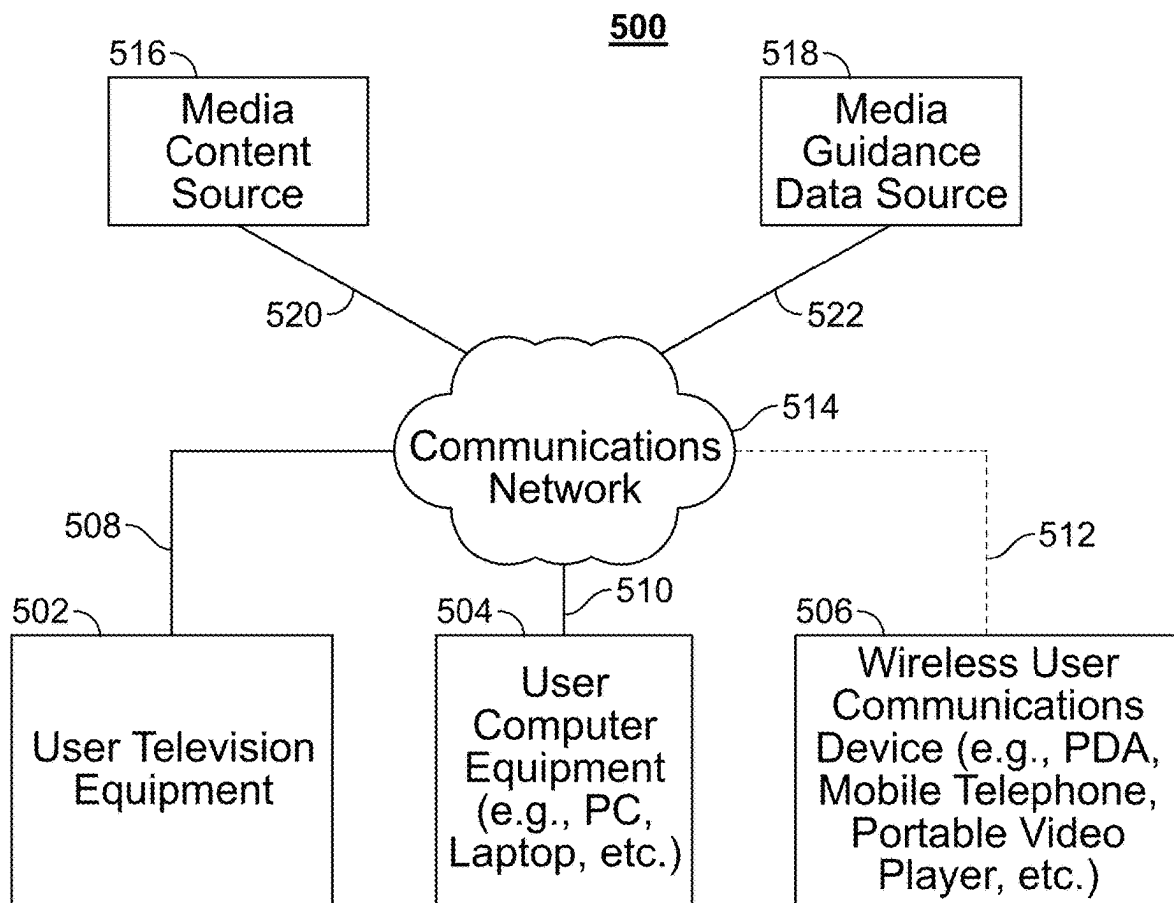 500
516
Media
Content
Source
518
Media
Guidance
Data Source
520
522
514
Communications
Network
508
510
512
502
User Television
Equipment
504
User
Computer
Equipment
(e.g., PC,
Laptop, etc.)
506
Wireless User
Communications
Device (e.g., PDA,
Mobile Telephone,
Portable Video
Player, etc.)